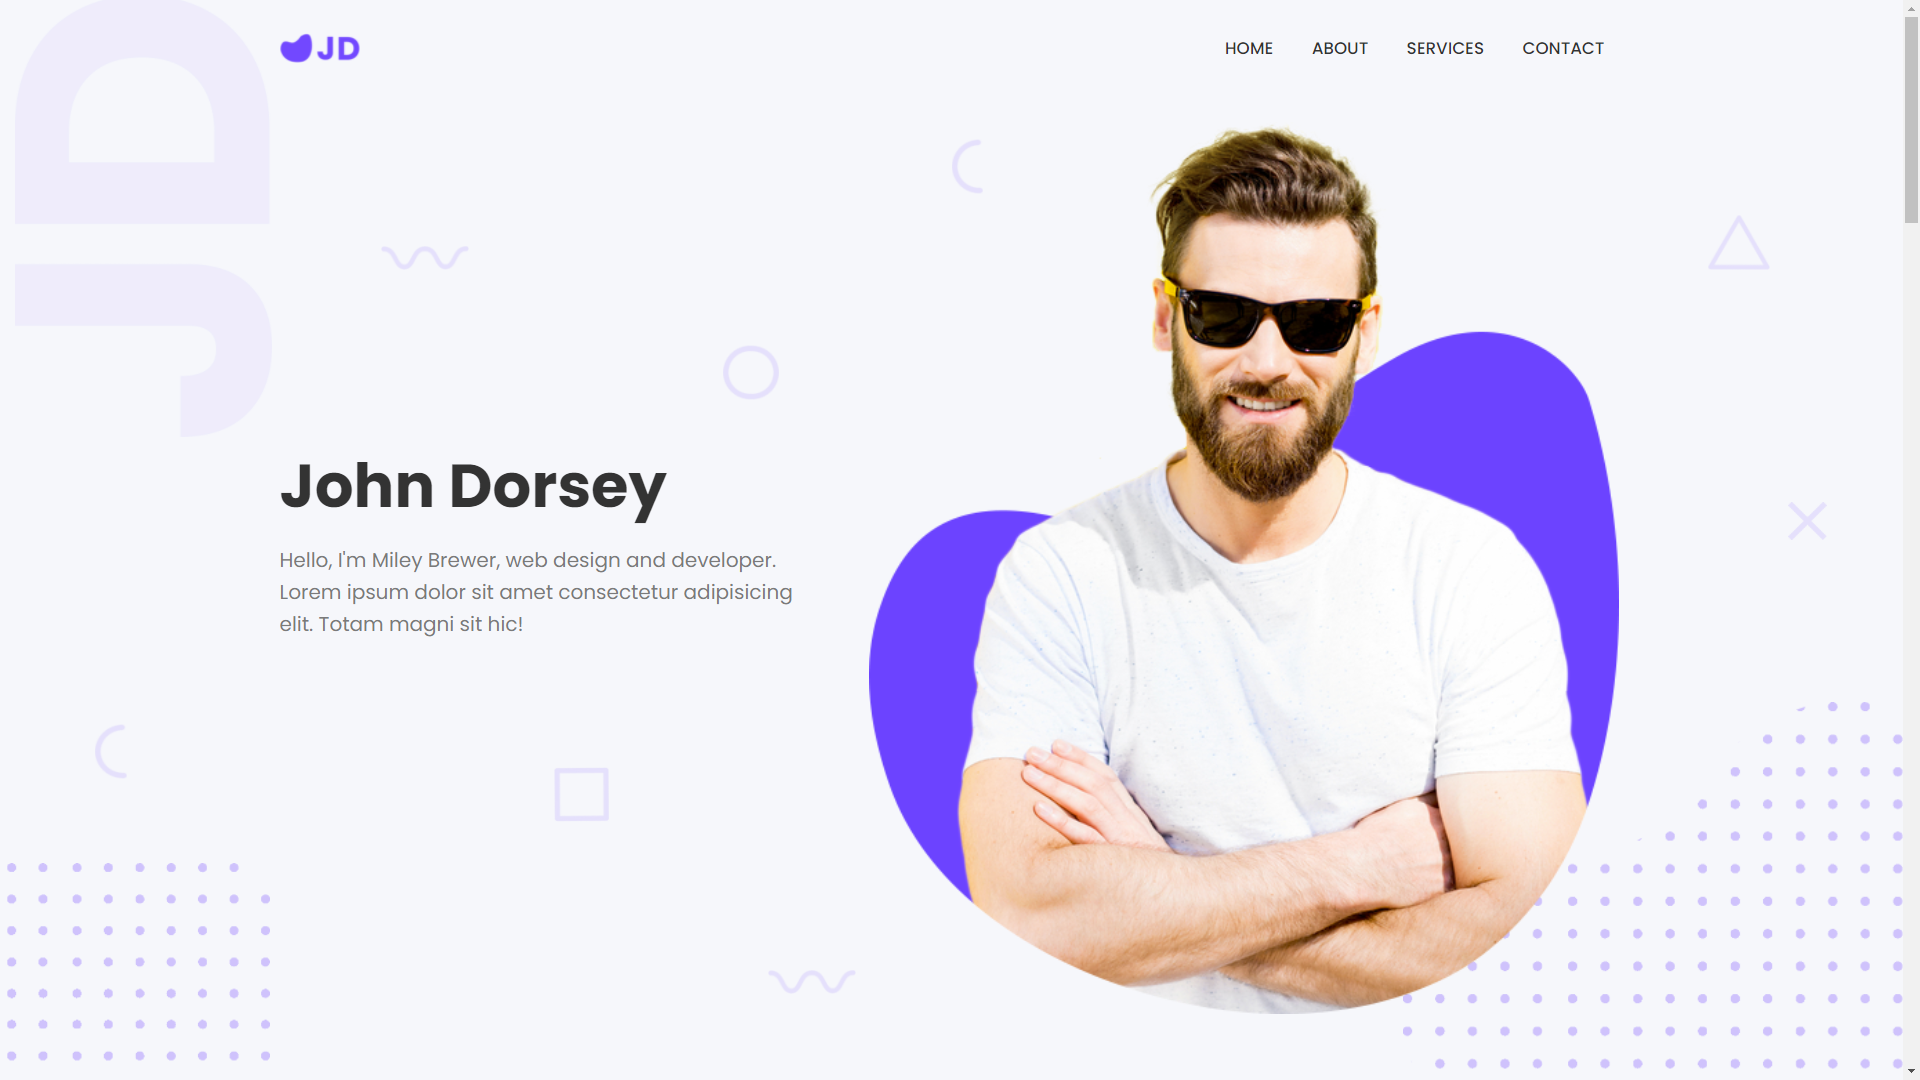 JD
JD
HOME ABOUT SERVICES CONTACT
John Dorsey
Hello, I'm Miley Brewer, web design and developer.
Lorem ipsum dolor sit amet consectetur adipisicing
elit. Totam magni sit hic!